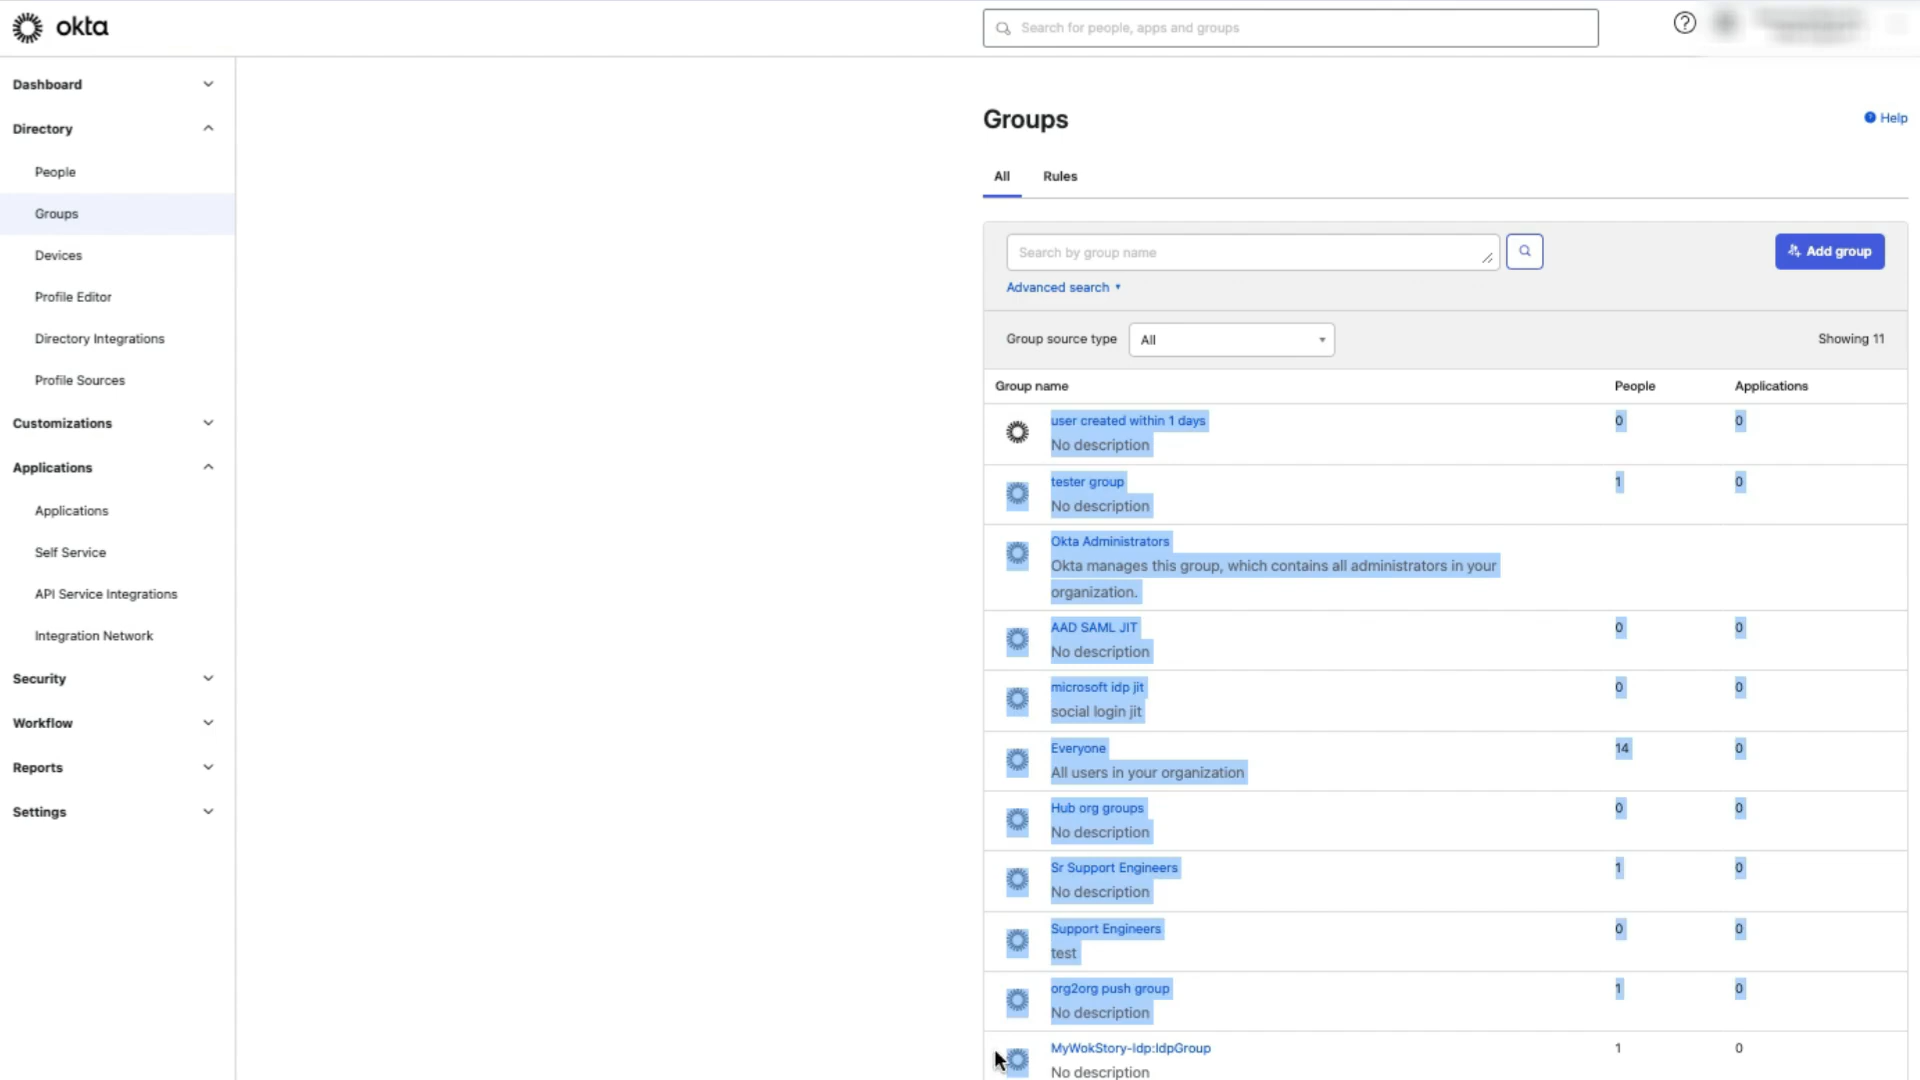 okta
Search for people, apps and groups
Dashboard
Directory
People
Groups
Devices
Profile Editor
Directory Integrations
Profile Sources
Customizations
Applications
Applications
Self Service
API Service Integrations
Integration Network
Security
Workflow
Reports
Settings
Groups
Help
All Rules
Search by group name
Add group
Advanced search
Group source type All Showing 11
Group name People Applications
user created within 1 days 0 0
No description
tester group 1 0
No description
Okta Administrators
Okta manages this group, which contains all administrators in your
organization.
AAD SAML JIT 0 0
No description
microsoft idp jit 0 0
social login jit
Everyone 14 0
All users in your organization
Hub org groups 0 0
No description
Sr Support Engineers 1 0
No description
Support Engineers 0 0
test
org2org push group 1 0
No description
MyWokStory-Idp:IdpGroup 1 0
No description